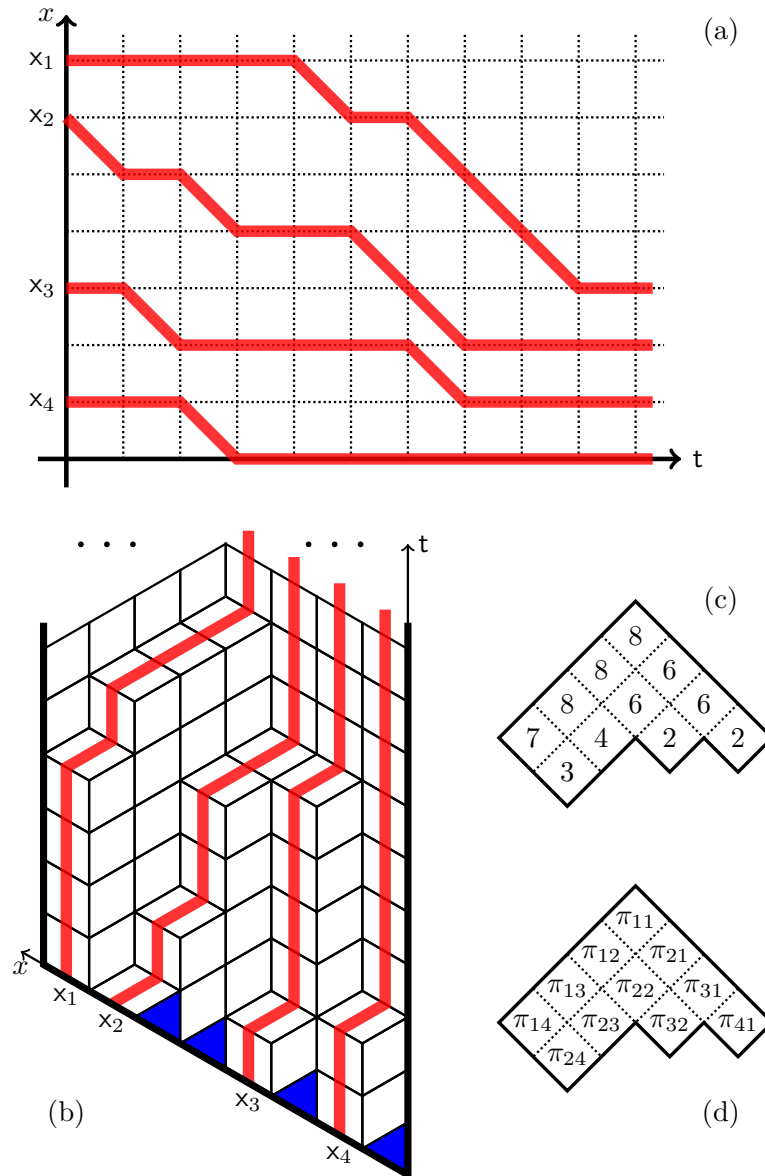 x
(a)
x₁
x₂
x₃
x₄
t
. . .
. . .
t
(c)
8
8 6
8 6 6
7 4 2 2
3
x
x₁
x₂
x₃
x₄
(b)
π₁₁
π₁₂ π₂₁
π₁₃ π₂₂ π₃₁
π₁₄ π₂₃ π₃₂ π₄₁
π₂₄
(d)